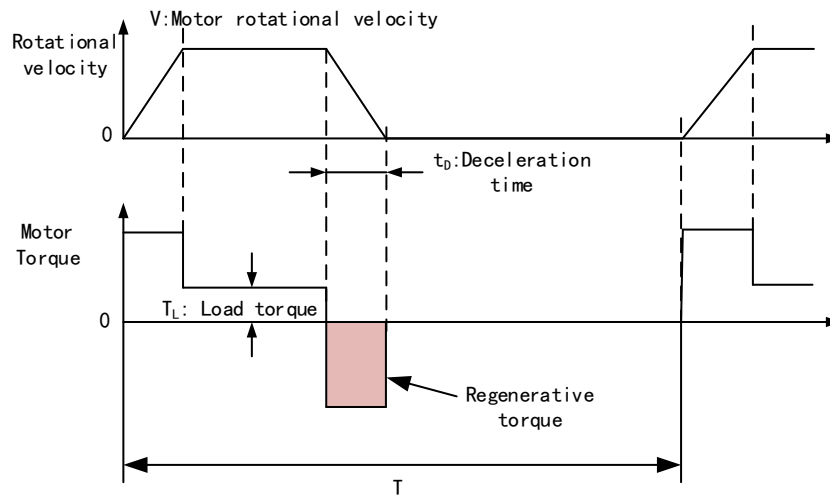 V:Motor rotational velocity
Rotational
velocity
0
tD:Deceleration
time
Motor
Torque
TL: Load torque
0
Regenerative
torque
T